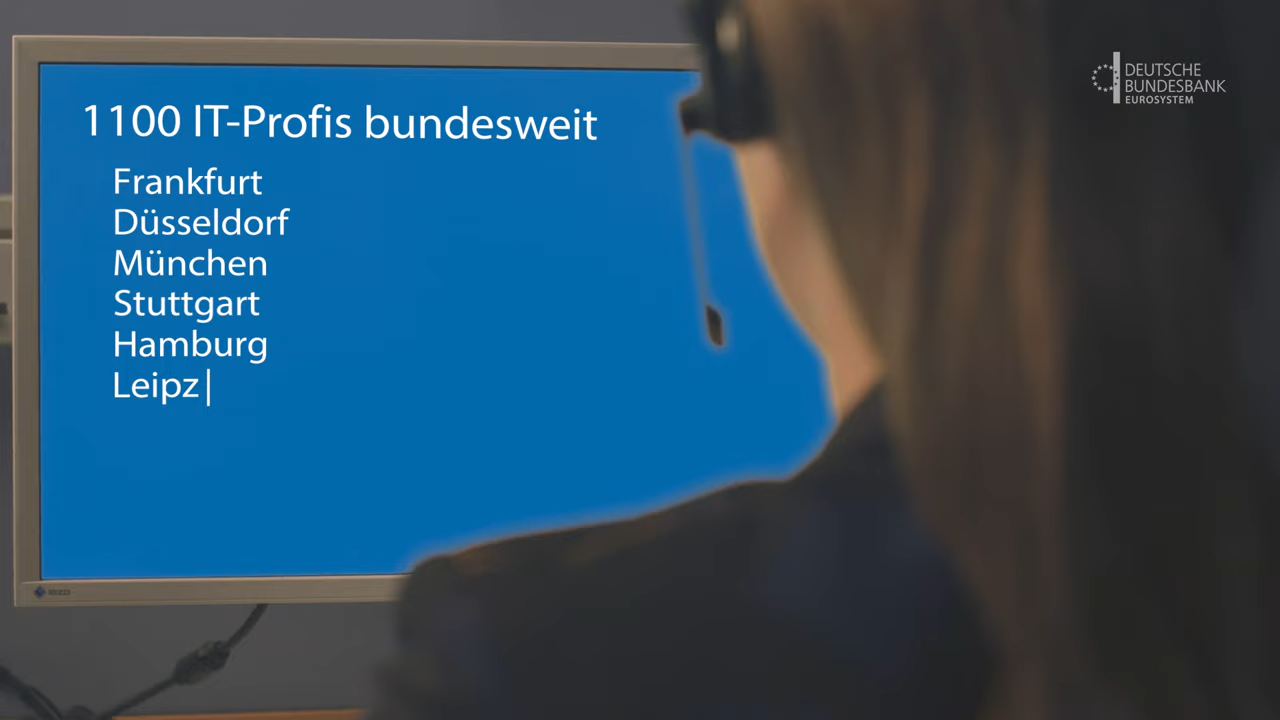 1100 IT-Profis bundesweit
Frankfurt
Düsseldorf
München
Stuttgart
Hamburg
Leipz|
DEUTSCHE
BUNDESBANK
EUROSYSTEM